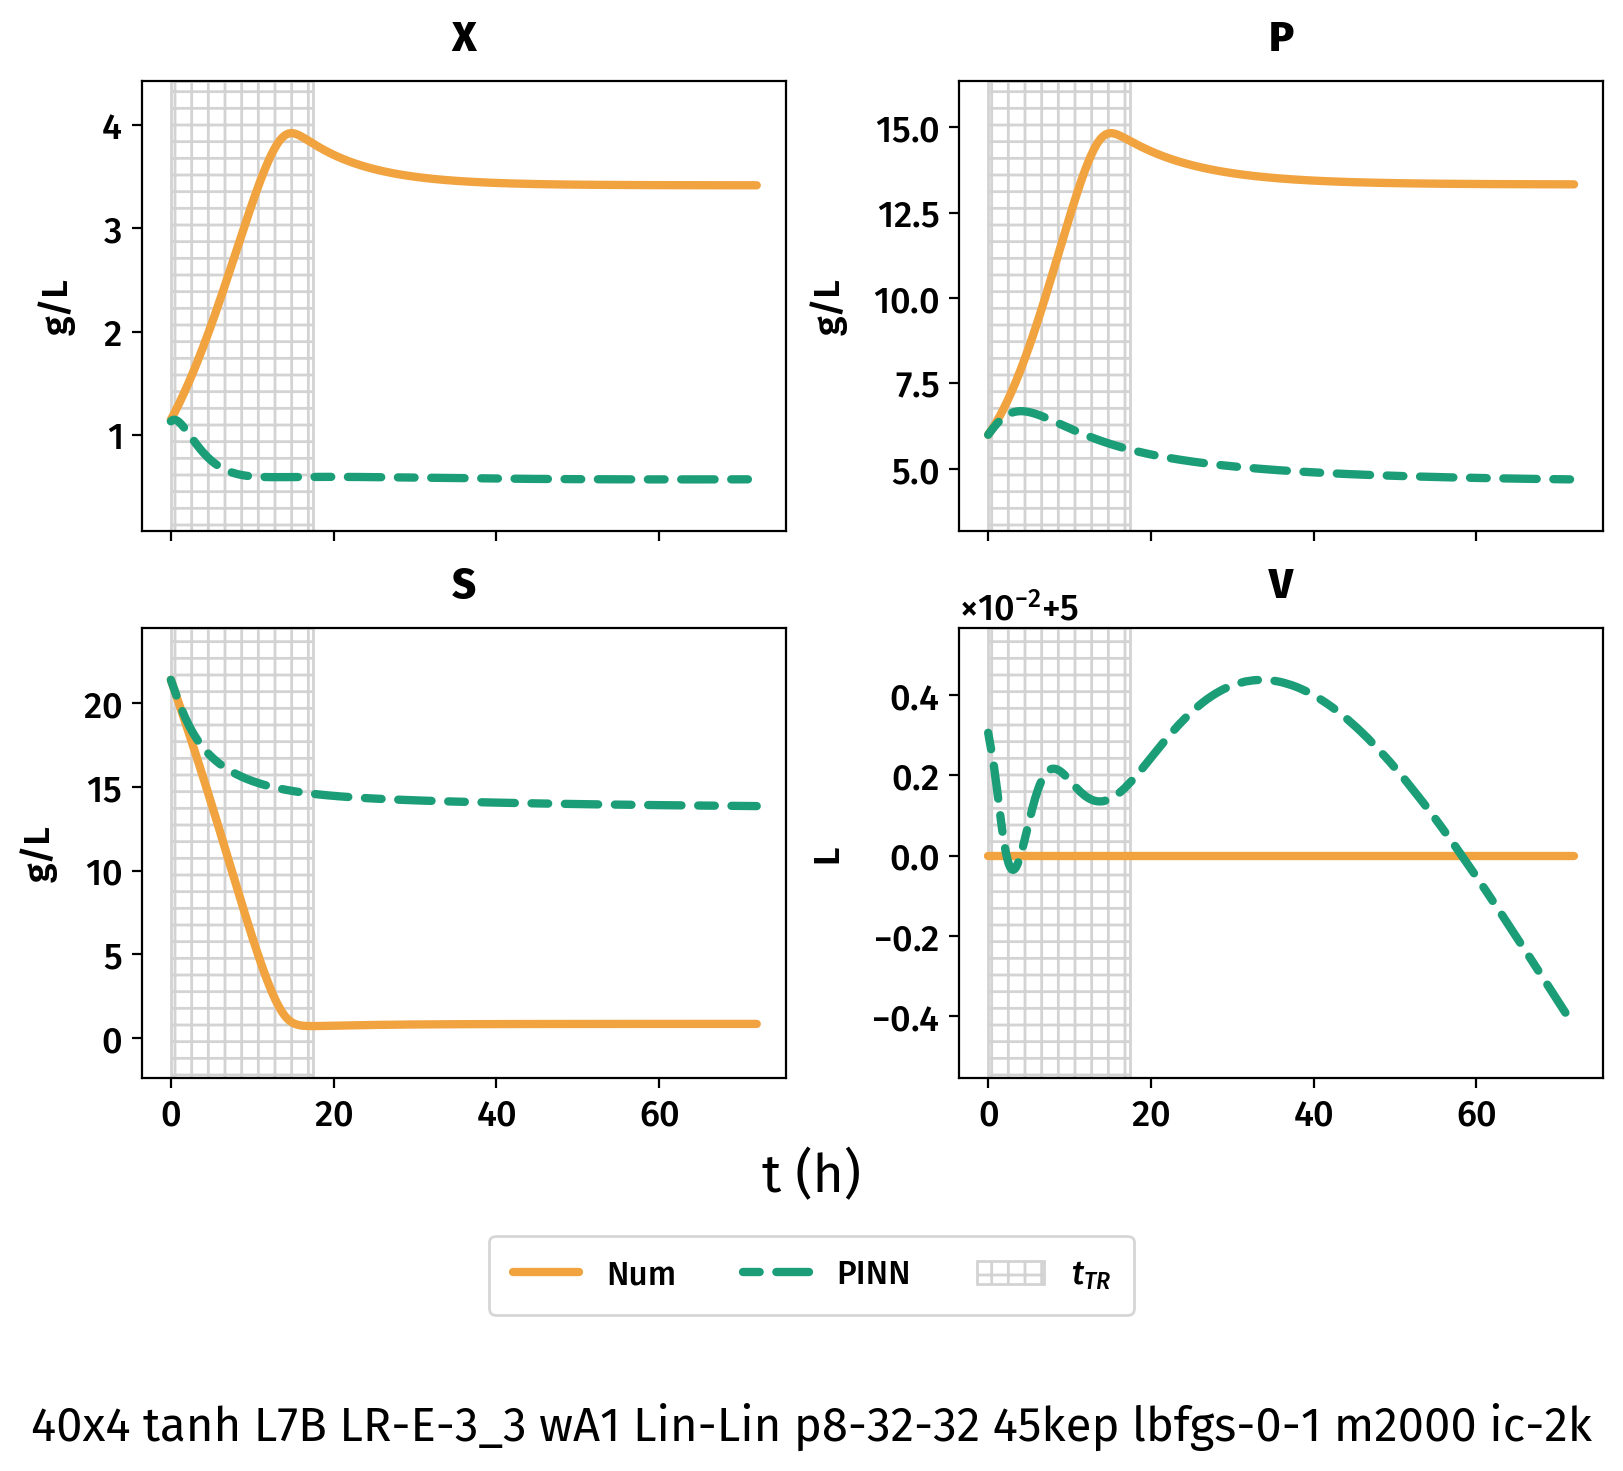 X
P
4
3
2
1
g/L
15.0
12.5
10.0
7.5
5.0
g/L
S
V
×10⁻²+5
20
15
10
5
0
g/L
0.4
0.2
0.0
−0.2
−0.4
L
0 20 40 60
0 20 40 60
t (h)
Num PINN t_TR
40x4 tanh L7B LR-E-3_3 wA1 Lin-Lin p8-32-32 45kep lbfgs-0-1 m2000 ic-2k